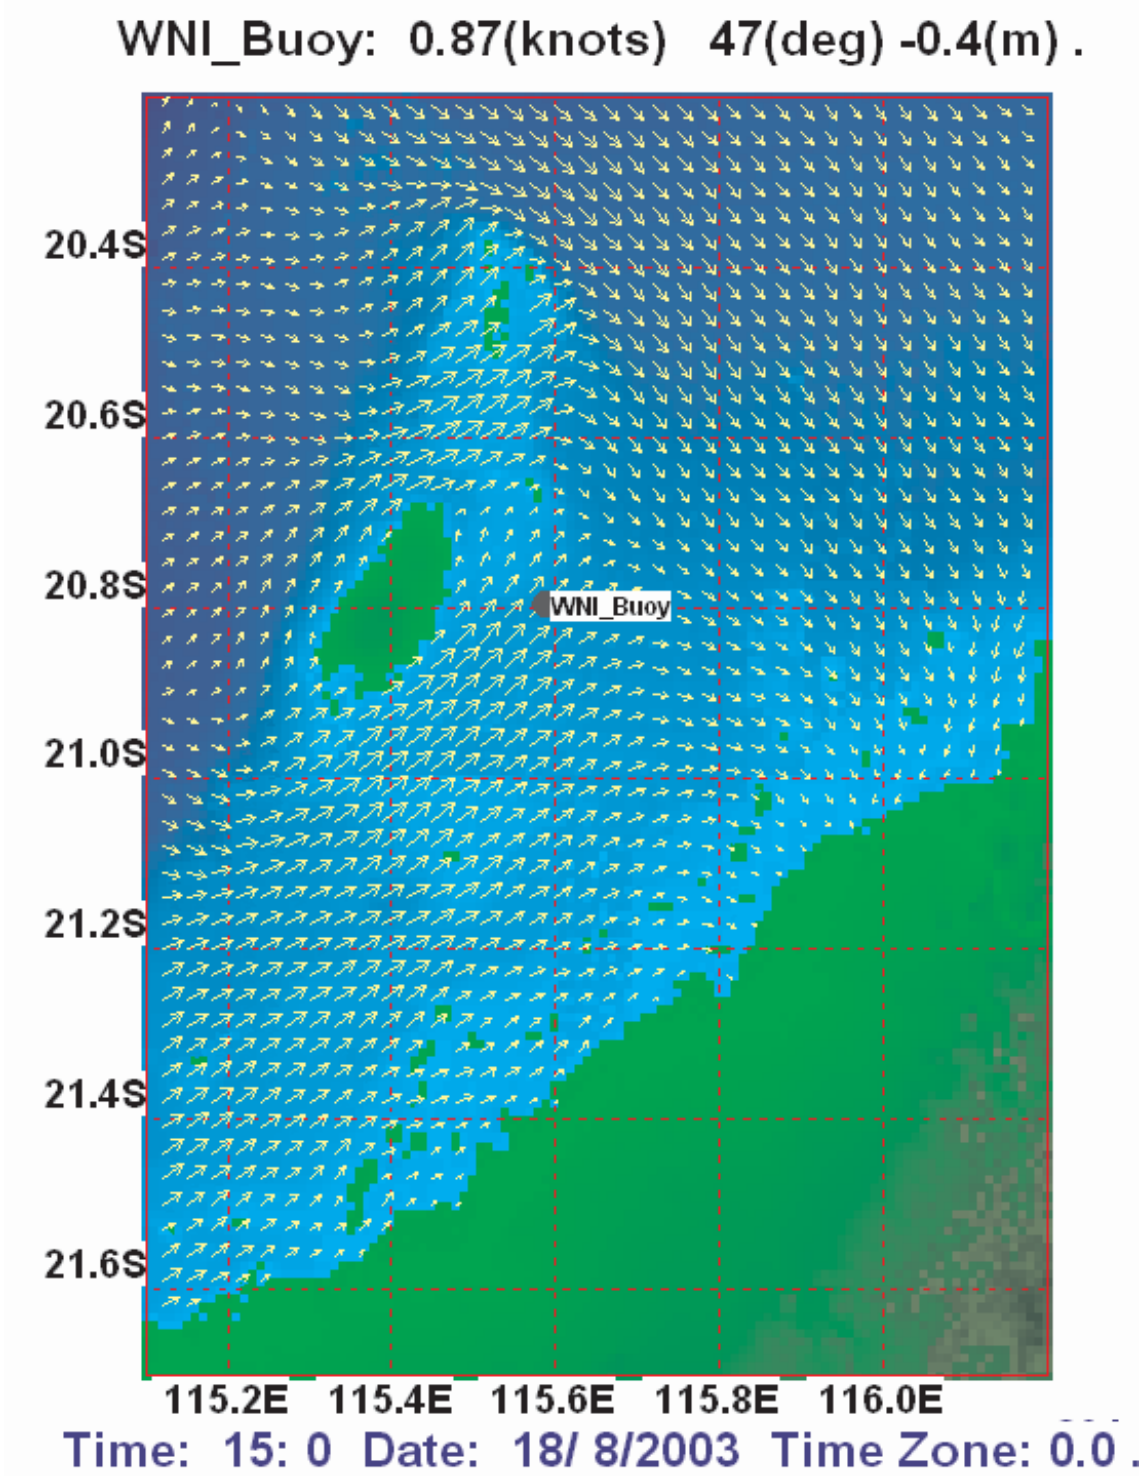 WNI_Buoy: 0.87(knots) 47(deg) -0.4(m) .
20.4S
20.6S
20.8S
WNI_Buoy
21.0S
21.2S
21.4S
21.6S
115.2E 115.4E 115.6E 115.8E 116.0E
Time: 15: 0 Date: 18/ 8/2003 Time Zone: 0.0 .